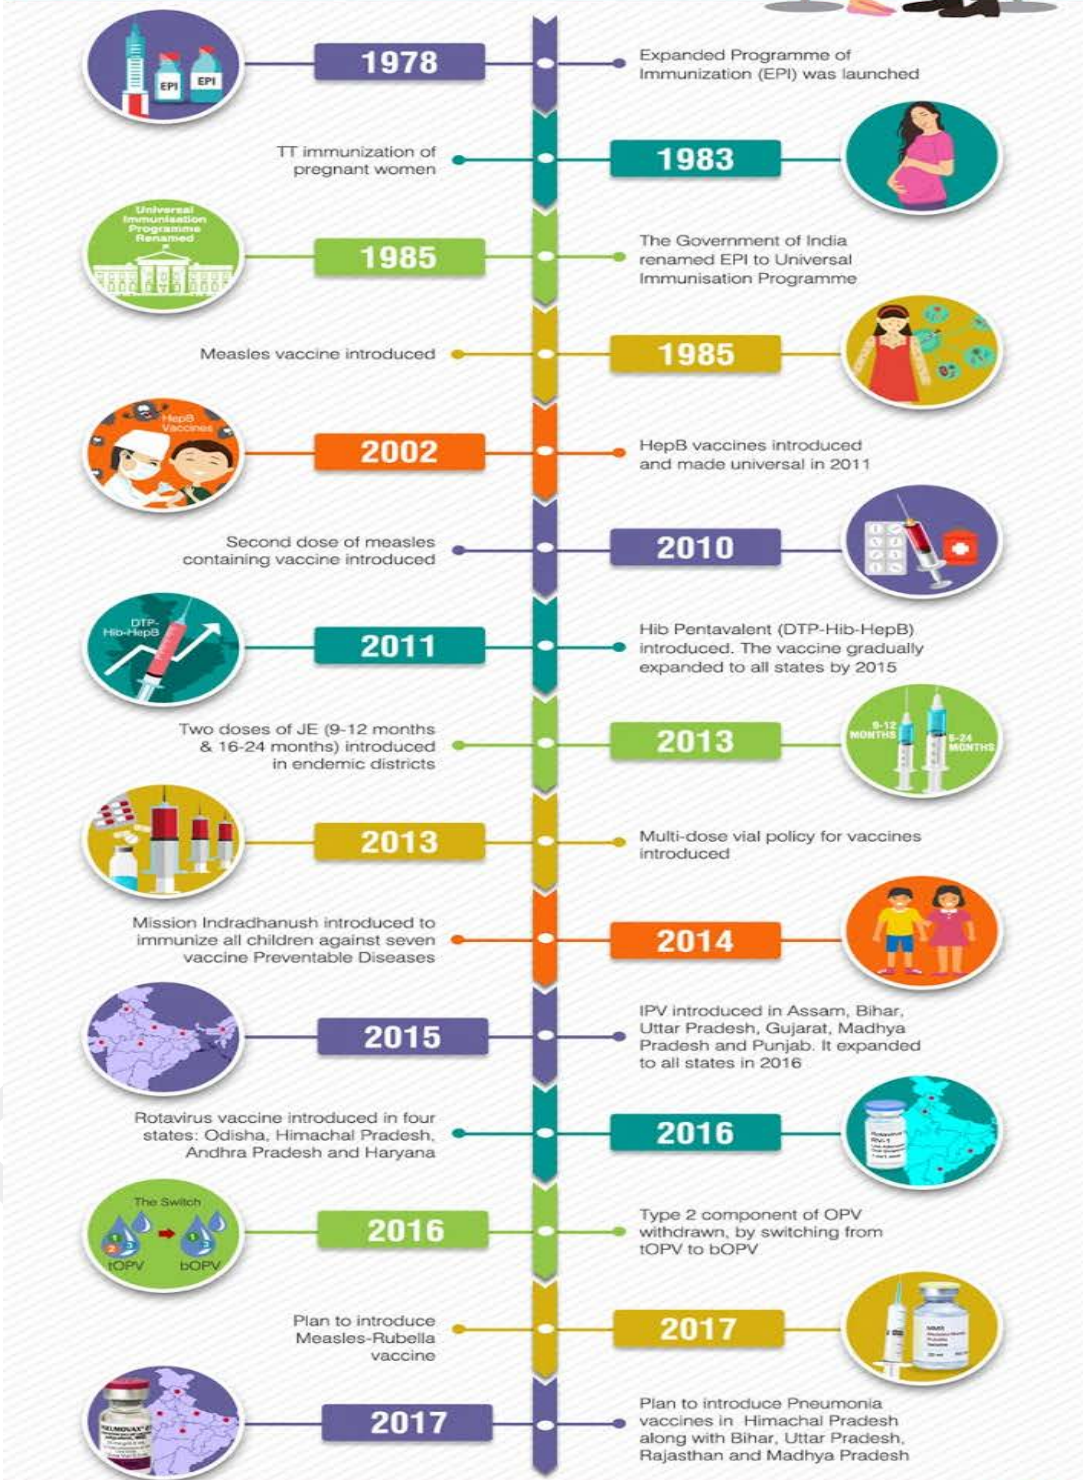 EPI
EPI
1978
Expanded Programme of
Immunization (EPI) was launched
TT immunization of
pregnant women
1983
Universal
Immunisation
Programme
Renamed
1985
The Government of India
renamed EPI to Universal
Immunisation Programme
Measles vaccine introduced
1985
HepB
Vaccines
2002
HepB vaccines introduced
and made universal in 2011
Second dose of measles
containing vaccine introduced
2010
DTP-
Hib-HepB
2011
Hib Pentavalent (DTP-Hib-HepB)
introduced. The vaccine gradually
expanded to all states by 2015
Two doses of JE (9-12 months
& 16-24 months) introduced
in endemic districts
2013
9-12
MONTHS
6-24
MONTHS
2013
Multi-dose vial policy for vaccines
introduced
Mission Indradhanush introduced to
immunize all children against seven
vaccine Preventable Diseases
2014
2015
IPV introduced in Assam, Bihar,
Uttar Pradesh, Gujarat, Madhya
Pradesh and Punjab. It expanded
to all states in 2016
Rotavirus vaccine introduced in four
states: Odisha, Himachal Pradesh,
Andhra Pradesh and Haryana
2016
Rotavirus
RV-1
The Switch
1
2 3
1
3
tOPV
bOPV
2016
Type 2 component of OPV
withdrawn, by switching from
tOPV to bOPV
Plan to introduce
Measles-Rubella
vaccine
2017
2017
Plan to introduce Pneumonia
vaccines in Himachal Pradesh
along with Bihar, Uttar Pradesh,
Rajasthan and Madhya Pradesh